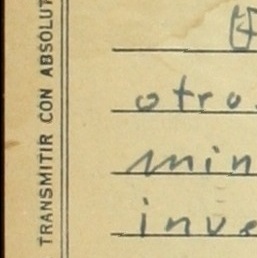 TRANSMITIR CON ABSOLUT
otro.
min
inve